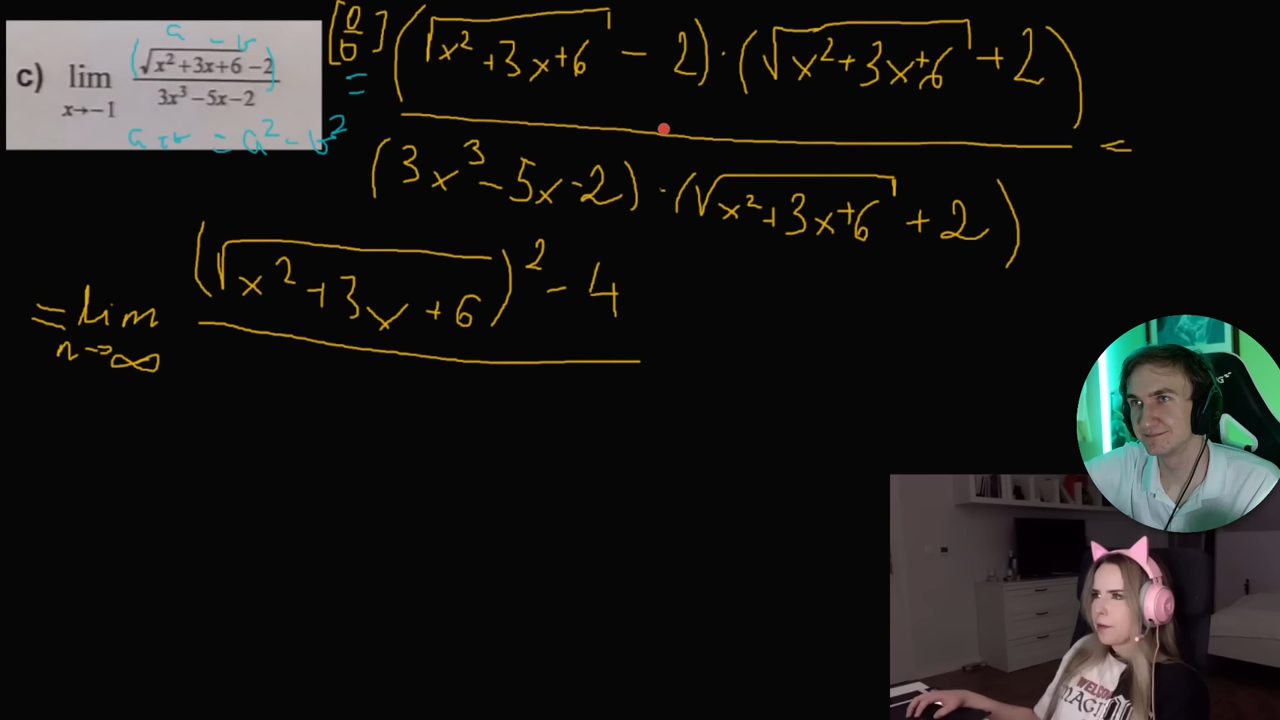 c) lim x→-1 (√(x²+3x+6) -2) / (3x³-5x-2)
a - b
a+b = a² - b²
[0/0] = (√(x²+3x+6) - 2)·(√(x²+3x+6) + 2) / (3x³-5x-2)·(√(x²+3x+6) + 2) =
= lim n→∞ (√(x²+3x+6))² - 4